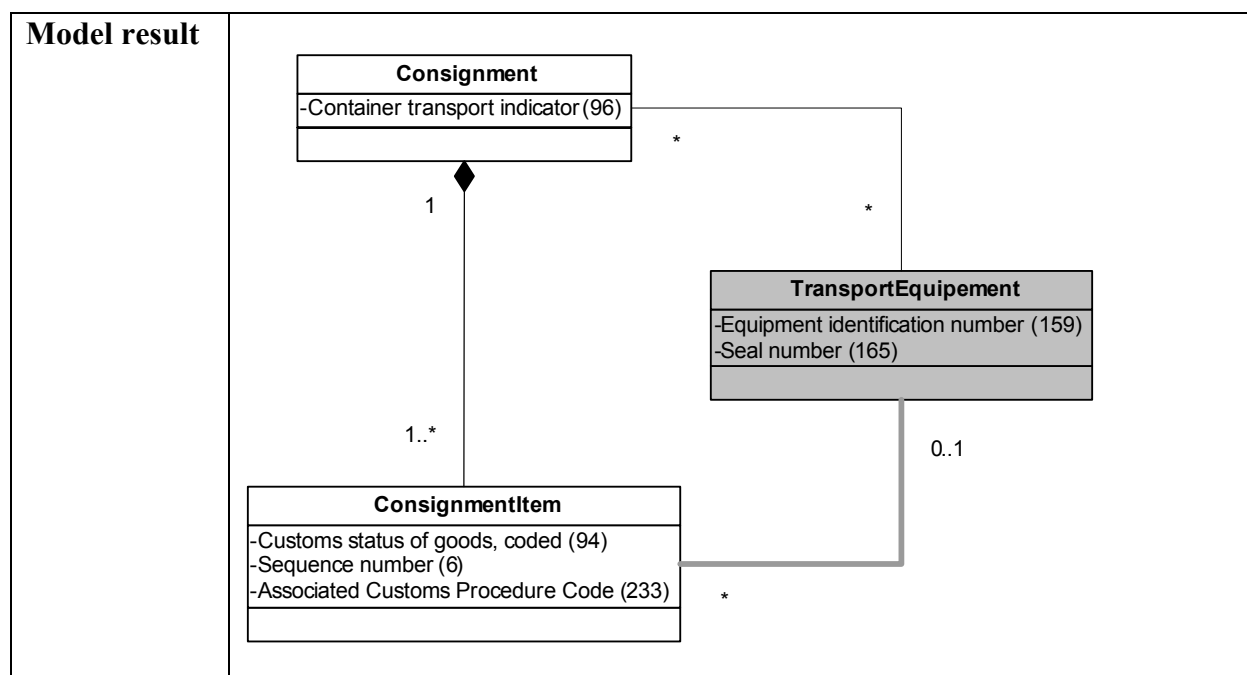 Model result
Consignment
-Container transport indicator (96)
*
1
*
TransportEquipement
-Equipment identification number (159)
-Seal number (165)
1..*
0..1
ConsignmentItem
-Customs status of goods, coded (94)
-Sequence number (6)
-Associated Customs Procedure Code (233)
*